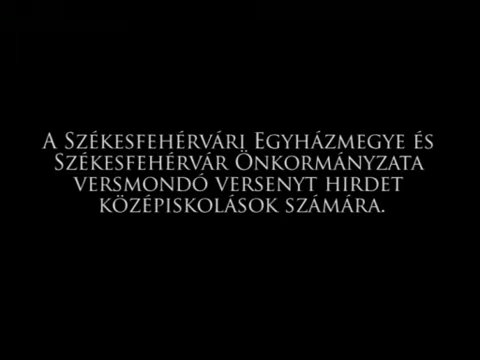 A Székesfehérvári Egyházmegye és
Székesfehérvár Önkormányzata
versmondó versenyt hirdet
középiskolások számára.